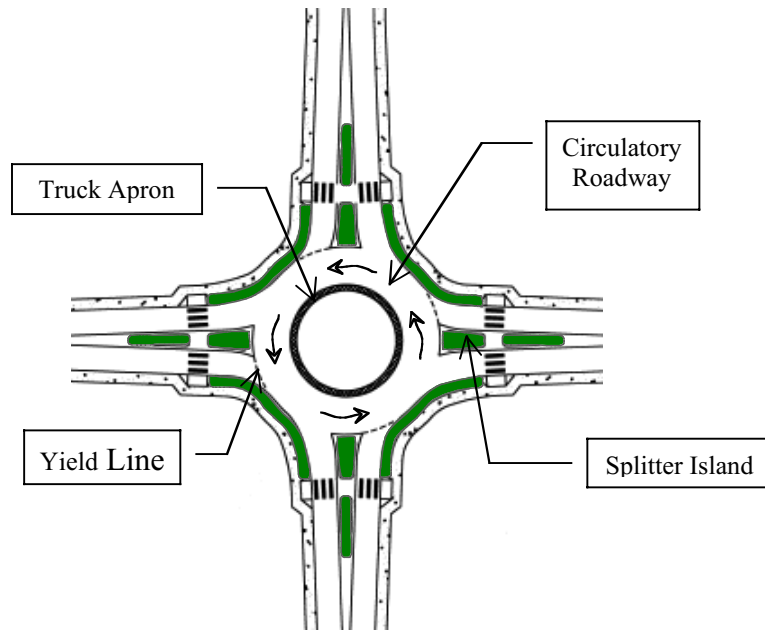 Circulatory
Roadway
Truck Apron
Yield Line
Splitter Island